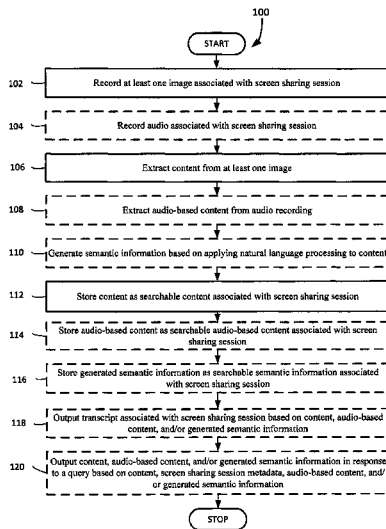 100
START
102
Record at least one image associated with screen sharing session
104
Record audio associated with screen sharing session
106
Extract content from at least one image
108
Extract audio-based content from audio recording
110
Generate semantic information based on applying natural language processing to content
112
Store content as searchable content associated with screen sharing session
114
Store audio-based content as searchable audio-based content associated with screen
sharing session
116
Store generated semantic information as searchable semantic information associated
with screen sharing session
118
Output transcript associated with screen sharing session based on content, audio-based
content, and/or generated semantic information
120
Output content, audio-based content, and/or generated semantic information in response
to a query based on content, screen sharing session metadata, audio-based content, and/
or generated semantic information
STOP